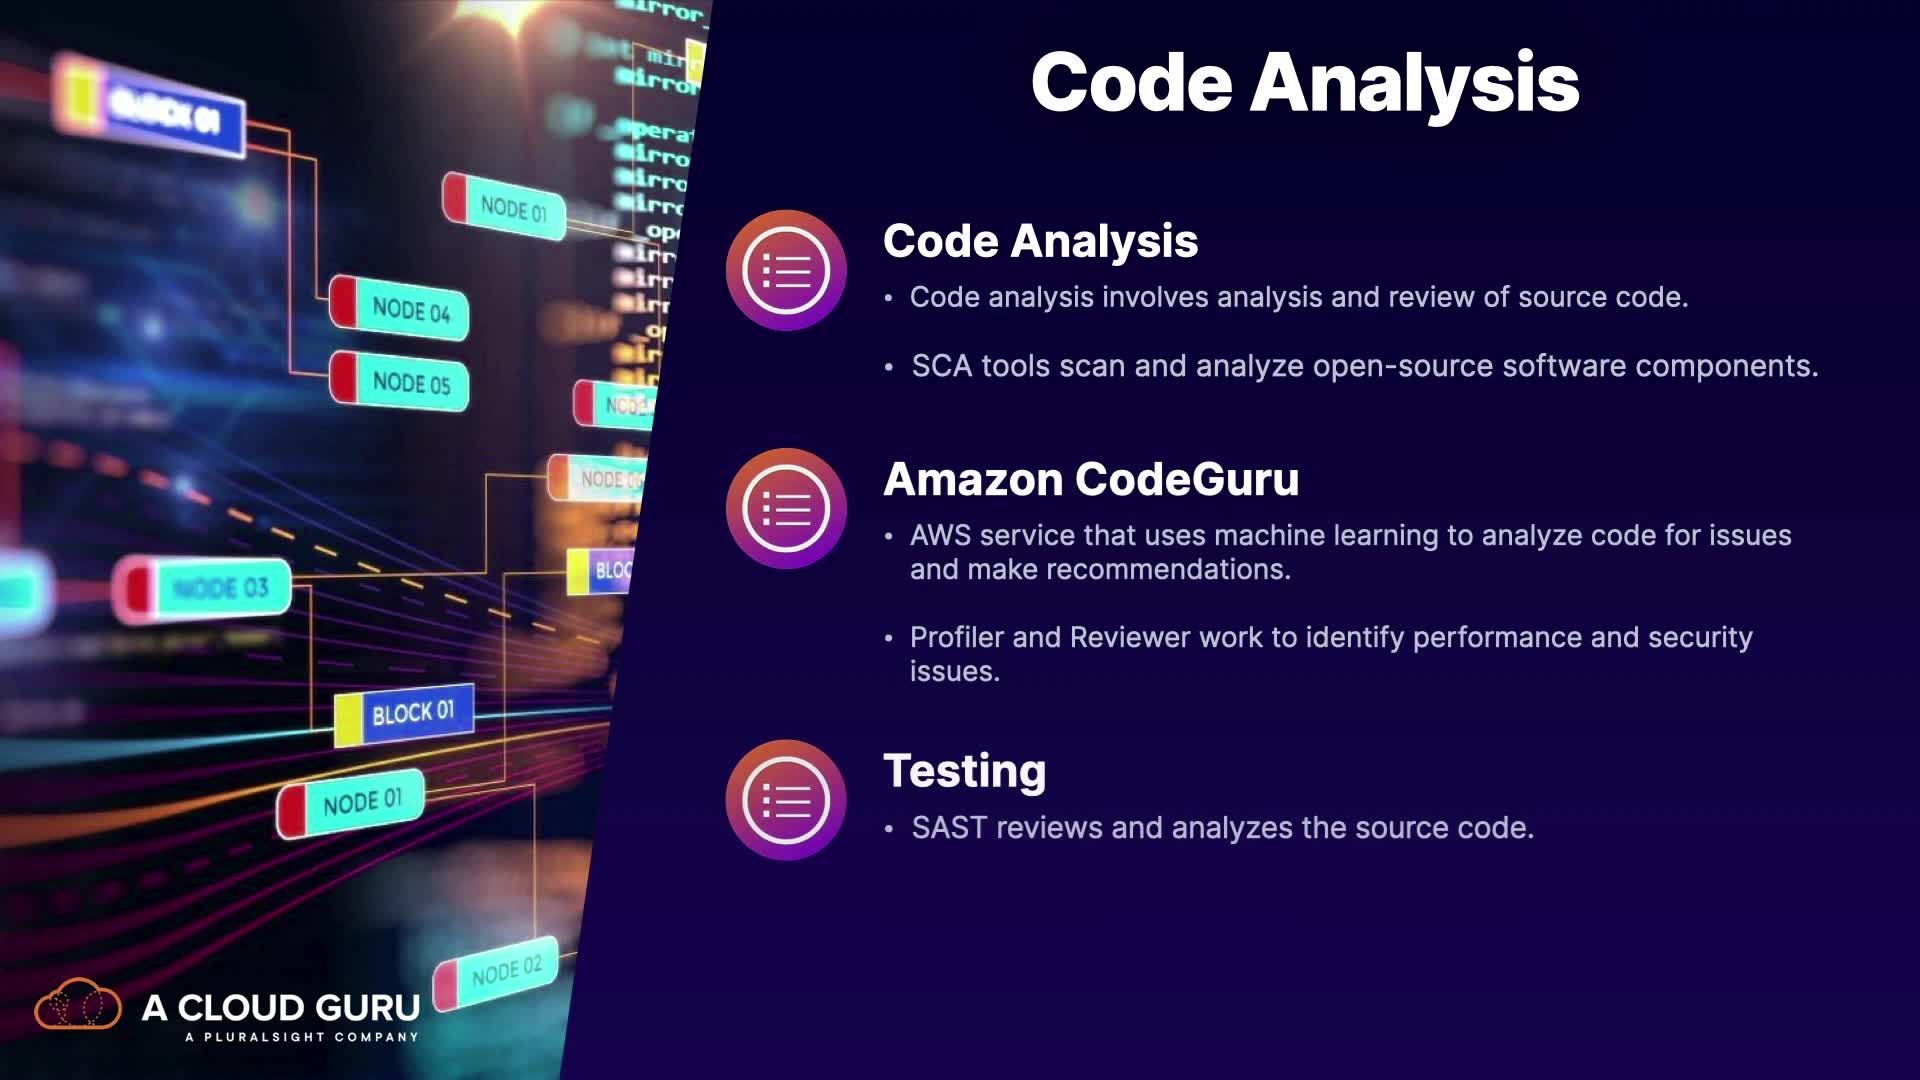 Code Analysis
Code Analysis
• Code analysis involves analysis and review of source code.
• SCA tools scan and analyze open-source software components.
Amazon CodeGuru
• AWS service that uses machine learning to analyze code for issues
and make recommendations.
• Profiler and Reviewer work to identify performance and security
issues.
Testing
• SAST reviews and analyzes the source code.
BLOCK 01
NODE 01
NODE 04
NODE 05
NODE 03
BLOCK 01
NODE 01
NODE 02
A CLOUD GURU
A PLURALSIGHT COMPANY